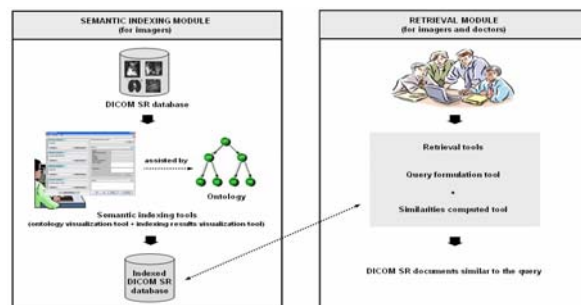 SEMANTIC INDEXING MODULE
(for imagers)
DICOM SR database
assisted by
Ontology
Semantic indexing tools
(ontology visualization tool + indexing results visualization tool)
Indexed
DICOM SR
database
RETRIEVAL MODULE
(for imagers and doctors)
Retrieval tools
Query formulation tool
•
Similarities computed tool
DICOM SR documents similar to the query